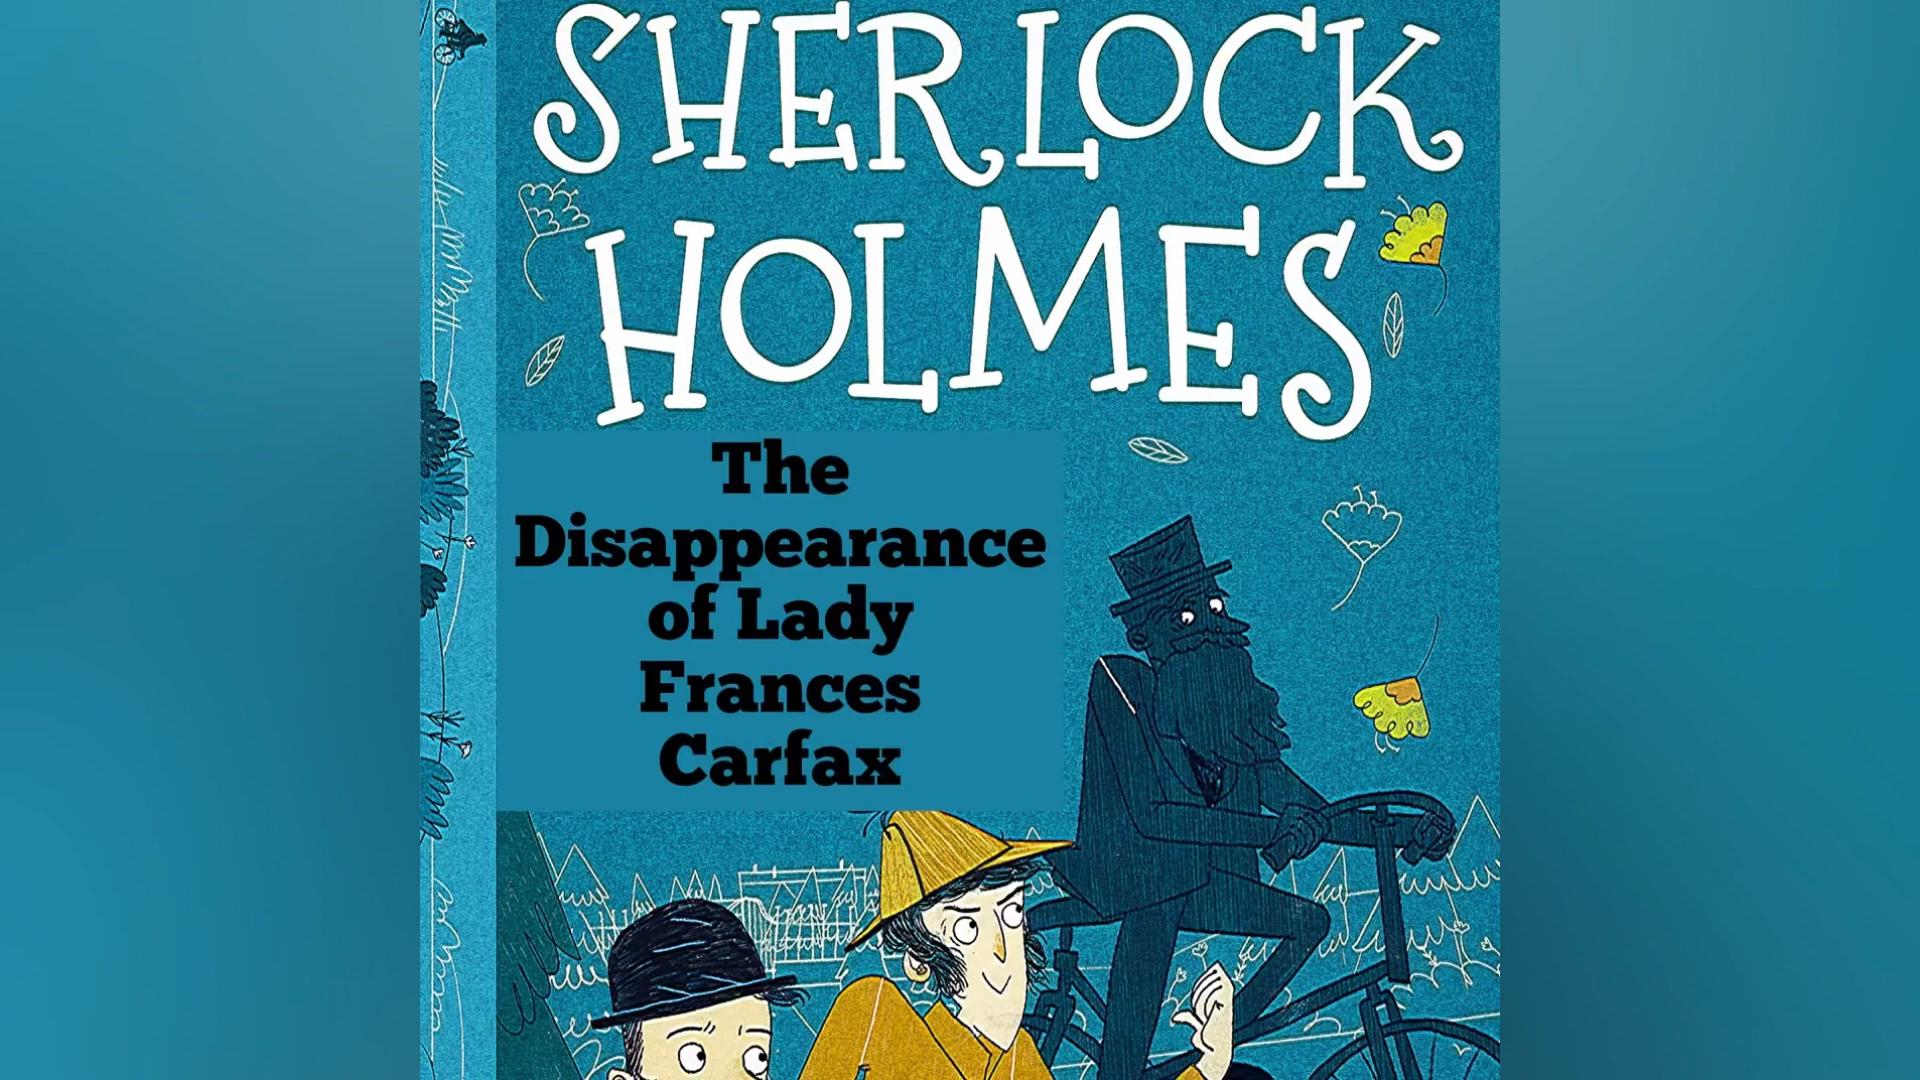 SHERLOCK
HOLMES
The
Disappearance
of Lady
Frances
Carfax